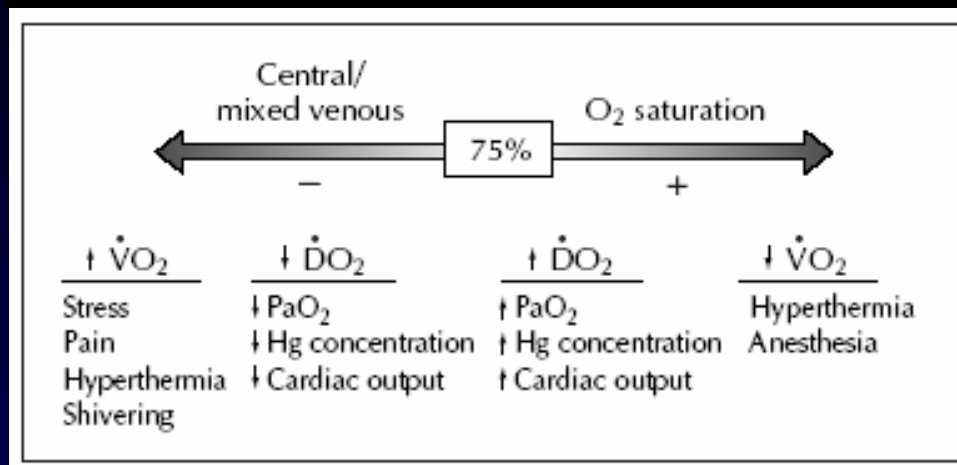 Central/
mixed venous
O₂ saturation
75%
−
+
↑ V̇O₂
Stress
Pain
Hyperthermia
Shivering
↓ ḊO₂
↓ PaO₂
↓ Hg concentration
↓ Cardiac output
↑ ḊO₂
↑ PaO₂
↑ Hg concentration
↑ Cardiac output
↓ V̇O₂
Hyperthermia
Anesthesia